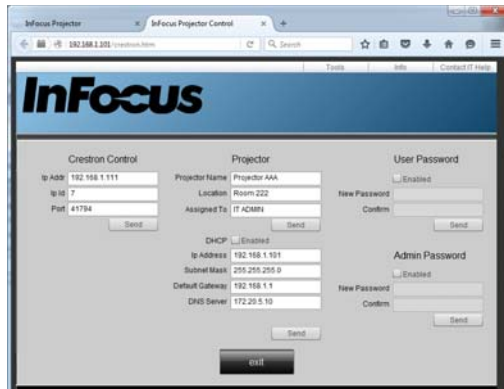 InFocus Projector
InFocus Projector Control
192.168.1.101/crestron.htm
Search
Tools
Info
Contact IT Help
InFocus
Crestron Control
Ip Addr 192.168.1.111
Ip Id 7
Port 41794
Send
Projector
Projector Name Projector AAA
Location Room 222
Assigned To IT ADMIN
Send
DHCP Enabled
Ip Address 192.168.1.101
Subnet Mask 255.255.255.0
Default Gateway 192.168.1.1
DNS Server 172.20.5.10
Send
User Password
Enabled
New Password
Confirm
Send
Admin Password
Enabled
New Password
Confirm
Send
exit